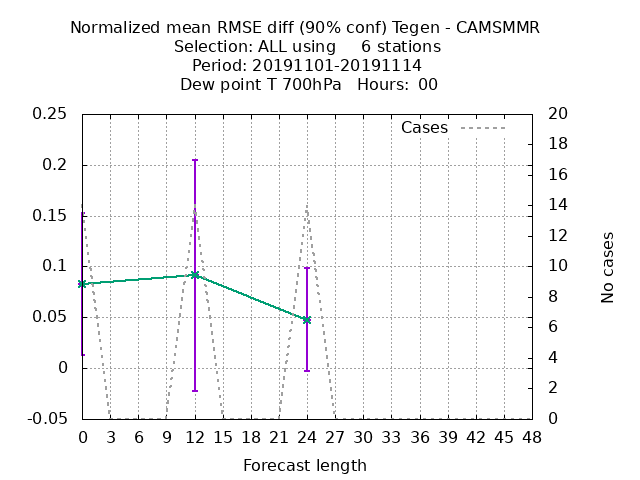 Normalized mean RMSE diff (90% conf) Tegen - CAMSMMR
Selection: ALL using     6 stations
Period: 20191101-20191114
Dew point T 700hPa   Hours:  00
0.25
0.2
0.15
0.1
0.05
0
-0.05
Cases
20
18
16
14
12
10
8
6
4
2
0
No cases
0 3 6 9 12 15 18 21 24 27 30 33 36 39 42 45 48
Forecast length